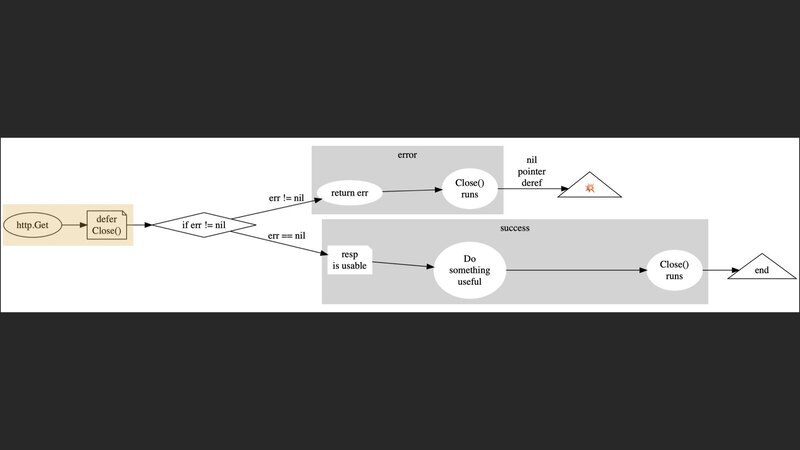 http.Get
defer
Close()
if err != nil
err != nil
error
return err
Close()
runs
nil
pointer
deref
err == nil
success
resp
is usable
Do
something
useful
Close()
runs
end